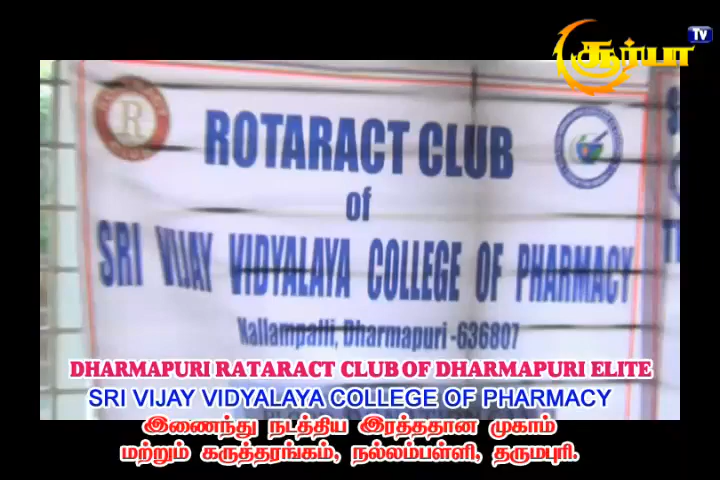 சூர்யா TV
R
ROTARACT CLUB
of
SRI VIJAY VIDYALAYA COLLEGE OF PHARMACY
Nallampalli, Dharmapuri -636807
DHARMAPURI RATARACT CLUB OF DHARMAPURI ELITE
SRI VIJAY VIDYALAYA COLLEGE OF PHARMACY
இணைந்து நடத்திய இரத்ததான முகாம்
மற்றும் கருத்தரங்கம், நல்லம்பள்ளி, தருமபுரி.